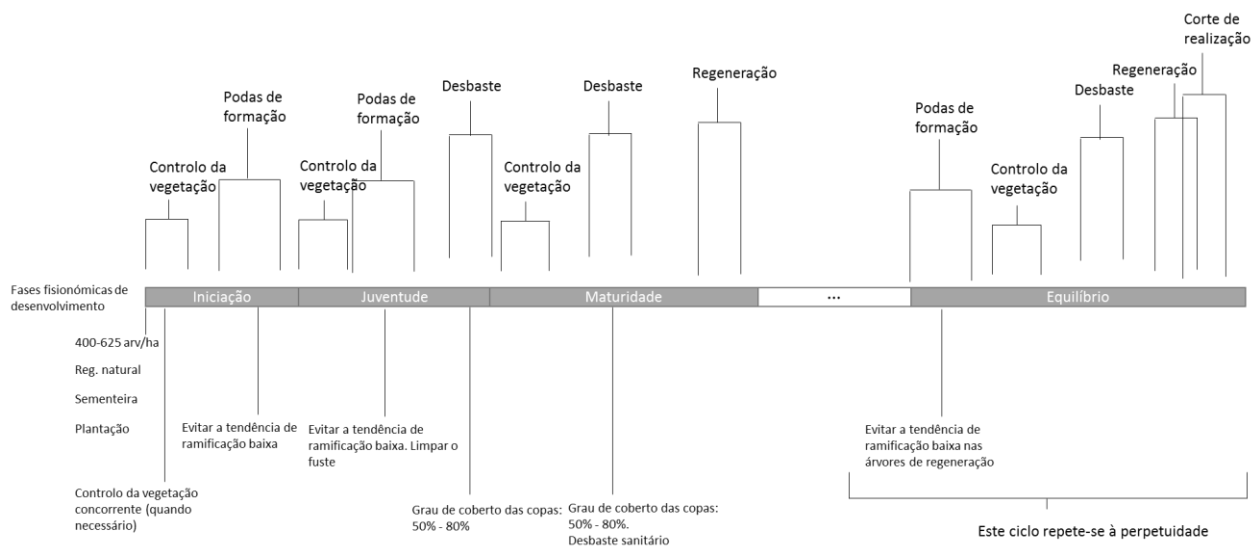 Corte de
realização
Regeneração
Regeneração
Desbaste
Desbaste
Desbaste
Podas de
formação
Podas de
formação
Podas de
formação
Controlo da
vegetação
Controlo da
vegetação
Controlo da
vegetação
Controlo da
vegetação
Fases fisionómicas de
desenvolvimento
Iniciação
Juventude
Maturidade
...
Equilíbrio
400-625 arv/ha
Reg. natural
Sementeira
Plantação
Evitar a tendência de
ramificação baixa
Evitar a tendência de
ramificação baixa. Limpar o
fuste
Evitar a tendência de
ramificação baixa nas
árvores de regeneração
Controlo da vegetação
concorrente (quando
necessário)
Grau de coberto das copas:
50% - 80%
Grau de coberto das copas:
50% - 80%.
Desbaste sanitário
Este ciclo repete-se à perpetuidade